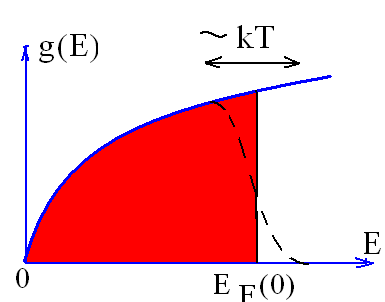 ~ kT
g(E)
E
0
E F(0)